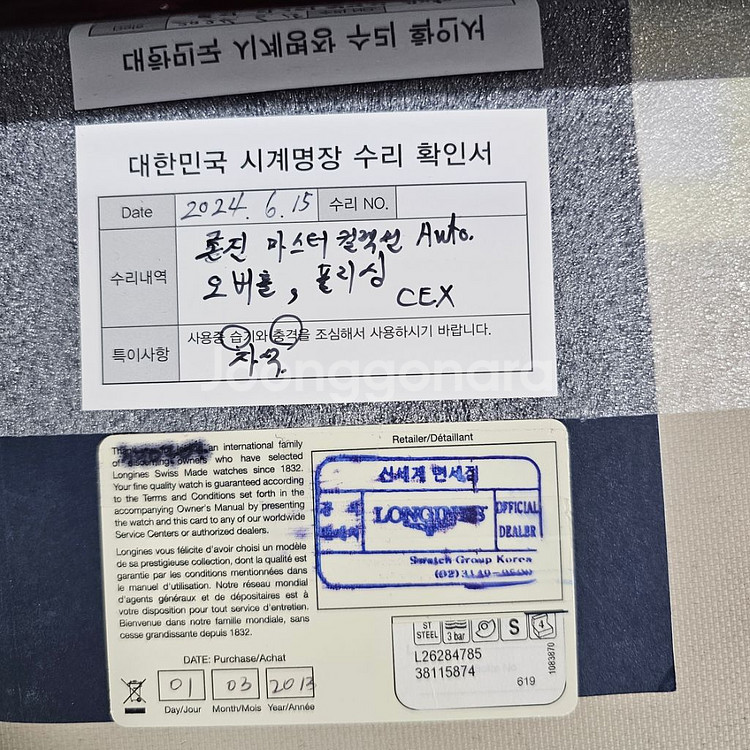 대한민국 시계명장 수리 확인서
대한민국 시계명장 수리 확인서
Date 2024. 6. 15 수리 NO.
수리내역 론진 마스터 컬렉션 Auto.
오버홀, 폴리싱
CEX
특이사항 사용중 습기와 충격을 조심해서 사용하시기 바랍니다.
자석.
Joonggonara
an international family
owners who have selected
Longines Swiss Made watches since 1832.
Your fine quality watch is guaranteed according
to the Terms and Conditions set forth in the
accompanying Owner's Manual by presenting
the watch and this card to any of our worldwide
Service Centers or authorized dealers.
Longines vous félicite d'avoir choisi un modèle
de sa prestigieuse collection, dont la qualité est
garantie par les conditions mentionnées dans
le manuel d'utilisation. Notre réseau mondial
d'agents généraux et de dépositaires est à
votre disposition pour tout service d'entretien.
Bienvenue dans notre famille mondiale, sans
cesse grandissante depuis 1832.
DATE: Purchase/Achat
01 03 2013
Day/Jour Month/Mois Year/Année
Retailer/Détaillant
신세계 면세점
공식
LONGINES
OFFICIAL
DEALER
Swatch Group Korea
ST
STEEL
3 bar
S
4
L26284785
38115874
619
1083870